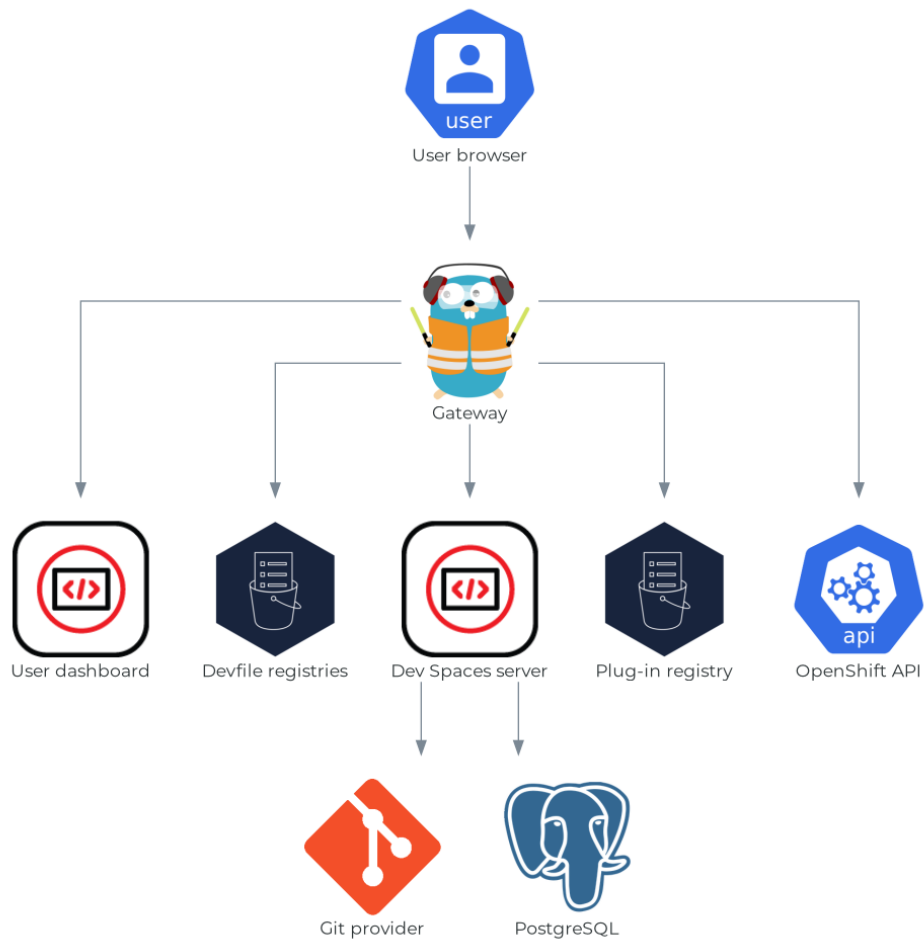 user
User browser
Gateway
</>
</>
api
User dashboard
Devfile registries
Dev Spaces server
Plug-in registry
OpenShift API
Git provider
PostgreSQL